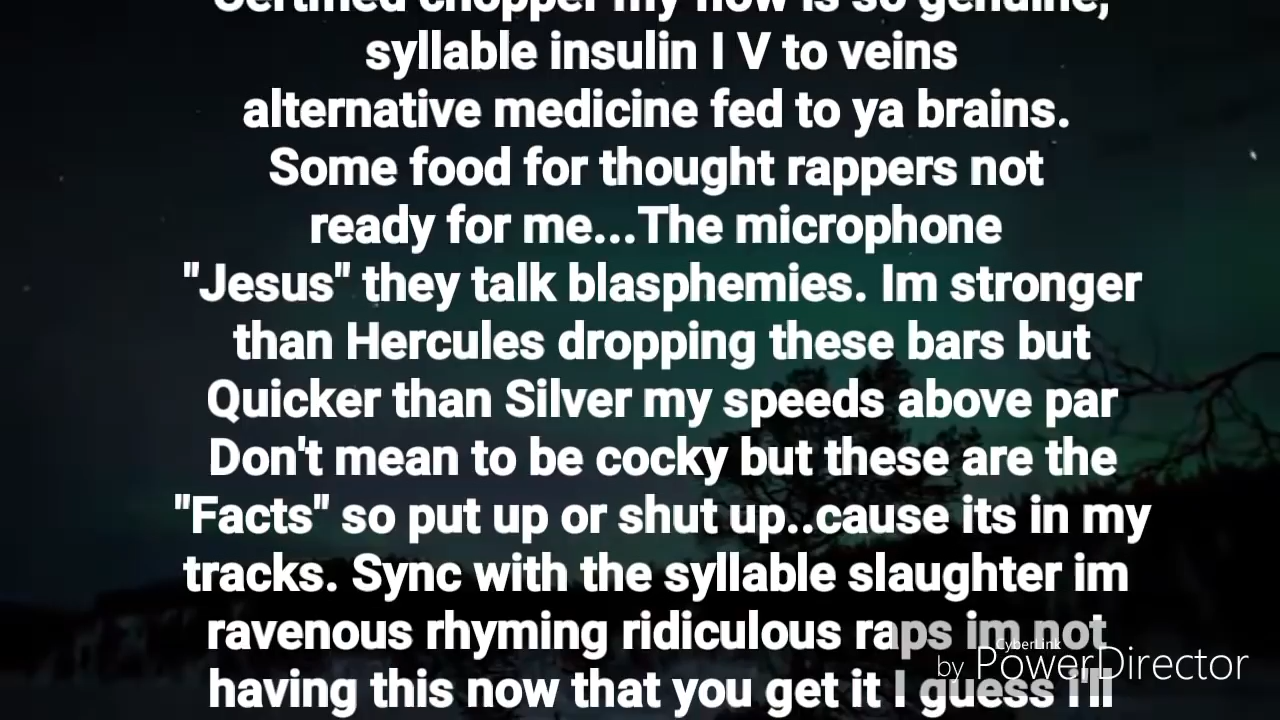 Certified chopper my flow is so genuine,
syllable insulin I V to veins
alternative medicine fed to ya brains.
Some food for thought rappers not
ready for me...The microphone
"Jesus" they talk blasphemies. Im stronger
than Hercules dropping these bars but
Quicker than Silver my speeds above par
Don't mean to be cocky but these are the
"Facts" so put up or shut up..cause its in my
tracks. Sync with the syllable slaughter im
ravenous rhyming ridiculous raps im not
having this now that you get it I guess I'll
CyberLink
by PowerDirector